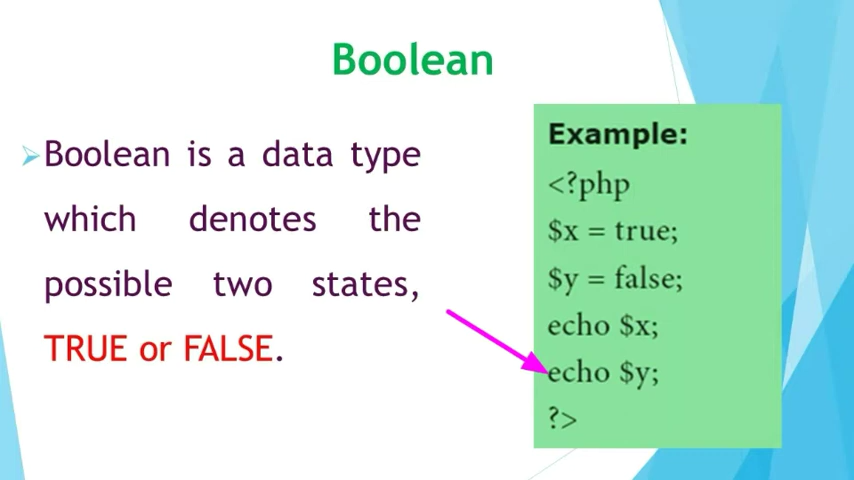 Boolean
Boolean is a data type
which denotes the
possible two states,
TRUE or FALSE.
Example:
<?php
$x = true;
$y = false;
echo $x;
echo $y;
?>